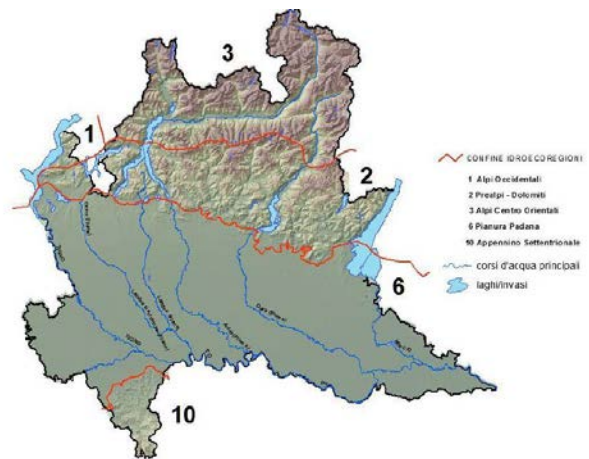 3
1
2
6
10
CONFINE IDROECOREGIONI
1 Alpi Occidentali
2 Prealpi - Dolomiti
3 Alpi Centro Orientali
6 Pianura Padana
10 Appennino Settentrionale
corsi d'acqua principali
laghi/invasi